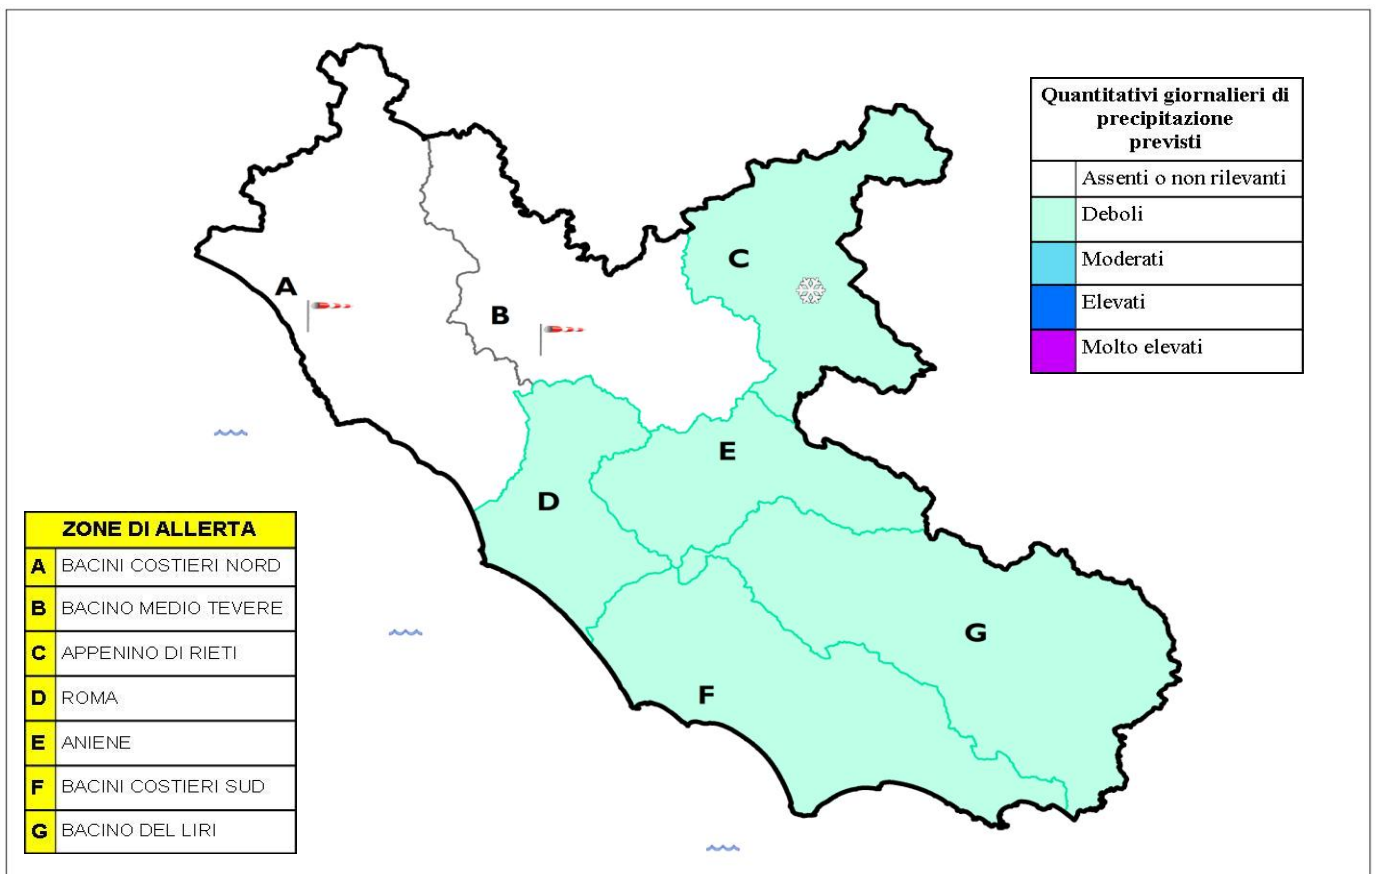 Quantitativi giornalieri di
precipitazione
previsti
Assenti o non rilevanti
Deboli
Moderati
Elevati
Molto elevati
C
A
B
E
D
G
F
ZONE DI ALLERTA
A BACINI COSTIERI NORD
B BACINO MEDIO TEVERE
C APPENINO DI RIETI
D ROMA
E ANIENE
F BACINI COSTIERI SUD
G BACINO DEL LIRI